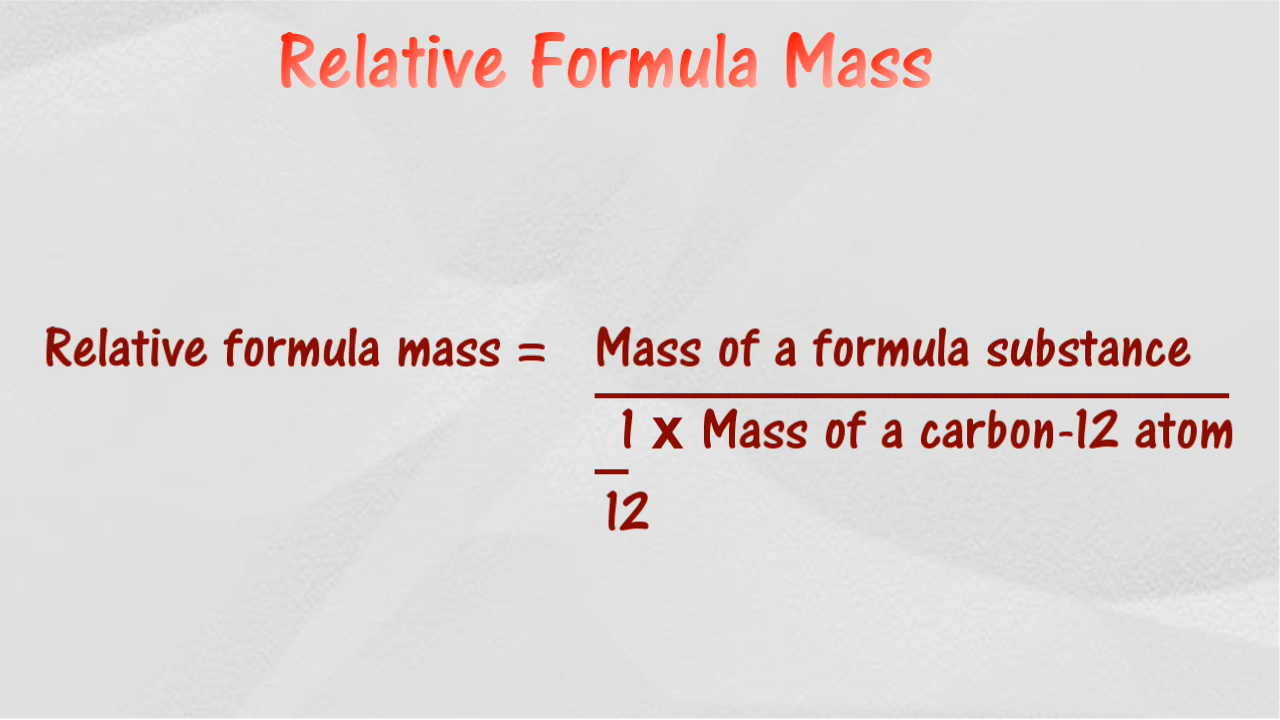 Relative Formula Mass
Relative formula mass = Mass of a formula substance
1 x Mass of a carbon-12 atom
12